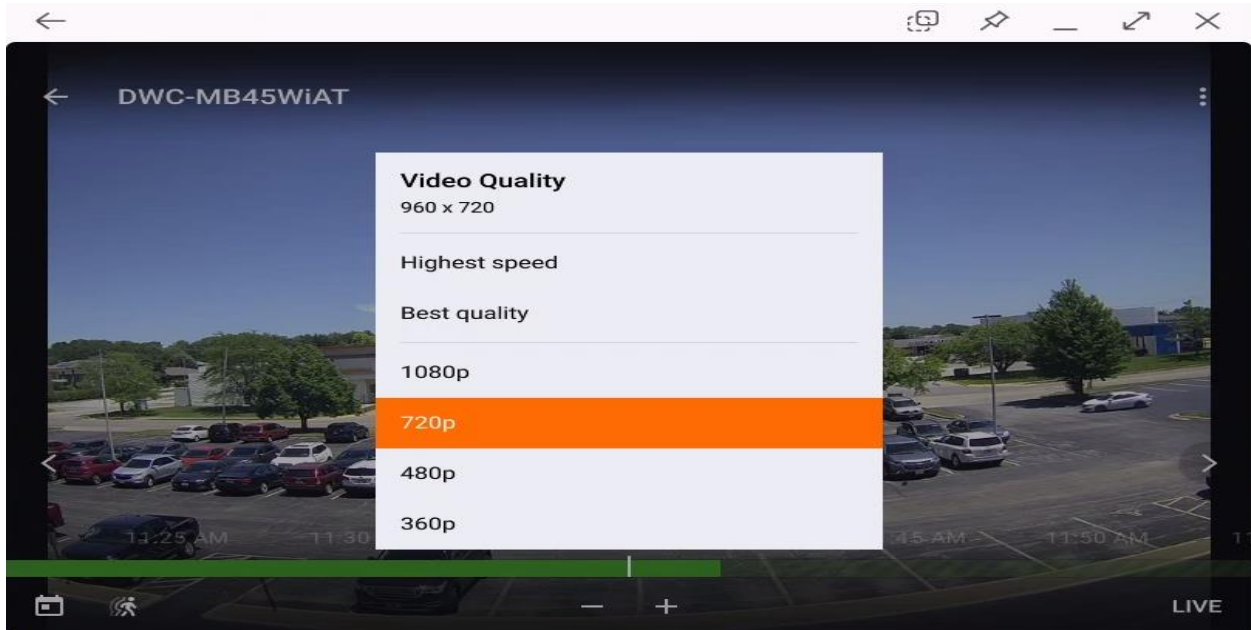 DWC-MB45WiAT
Video Quality
960 x 720
Highest speed
Best quality
1080p
720p
480p
360p
11:25 AM 11:30 :45 AM 11:50 AM 1
LIVE